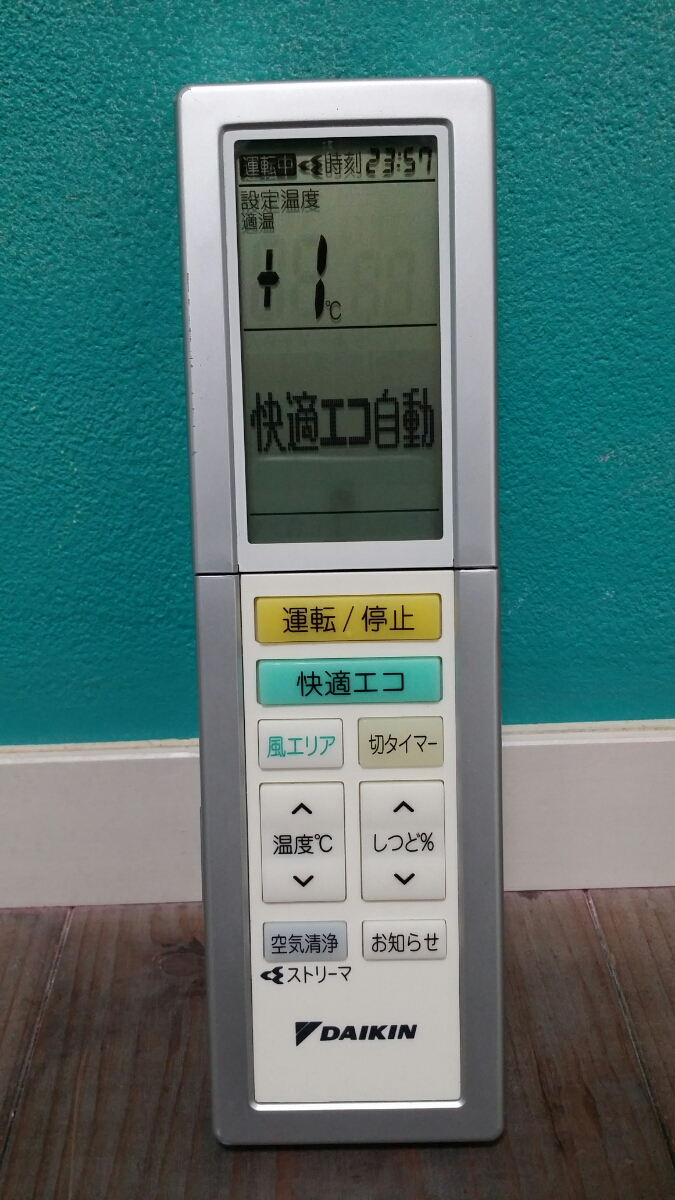 運転中 時刻 23:57
設定温度
適温
+1℃
快適エコ自動
運転/停止
快適エコ
風エリア 切タイマー
温度℃ しつど%
空気清浄 お知らせ
ストリーマ
DAIKIN